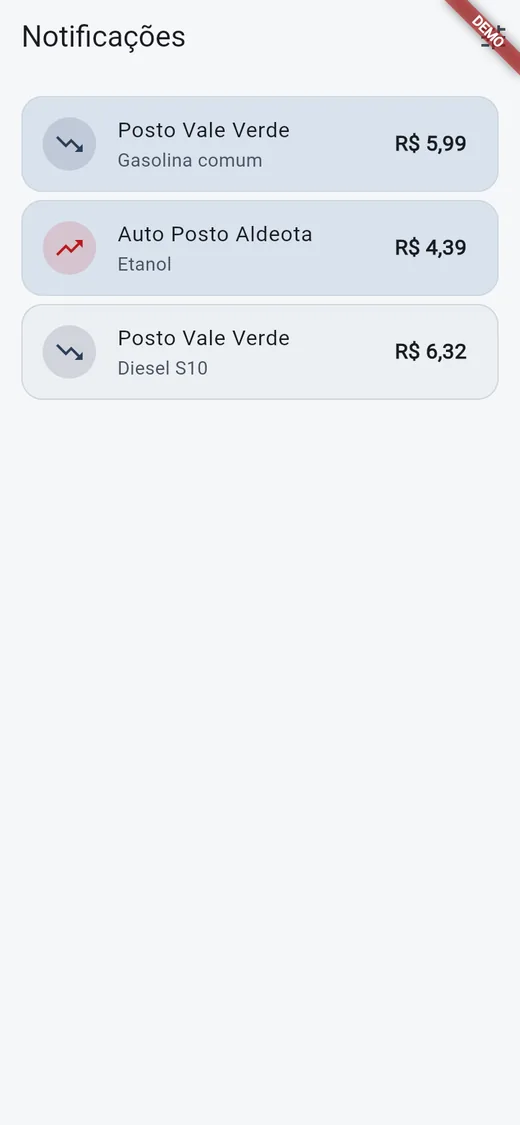 Notificações
DEMO
Posto Vale Verde
Gasolina comum
R$ 5,99
Auto Posto Aldeota
Etanol
R$ 4,39
Posto Vale Verde
Diesel S10
R$ 6,32